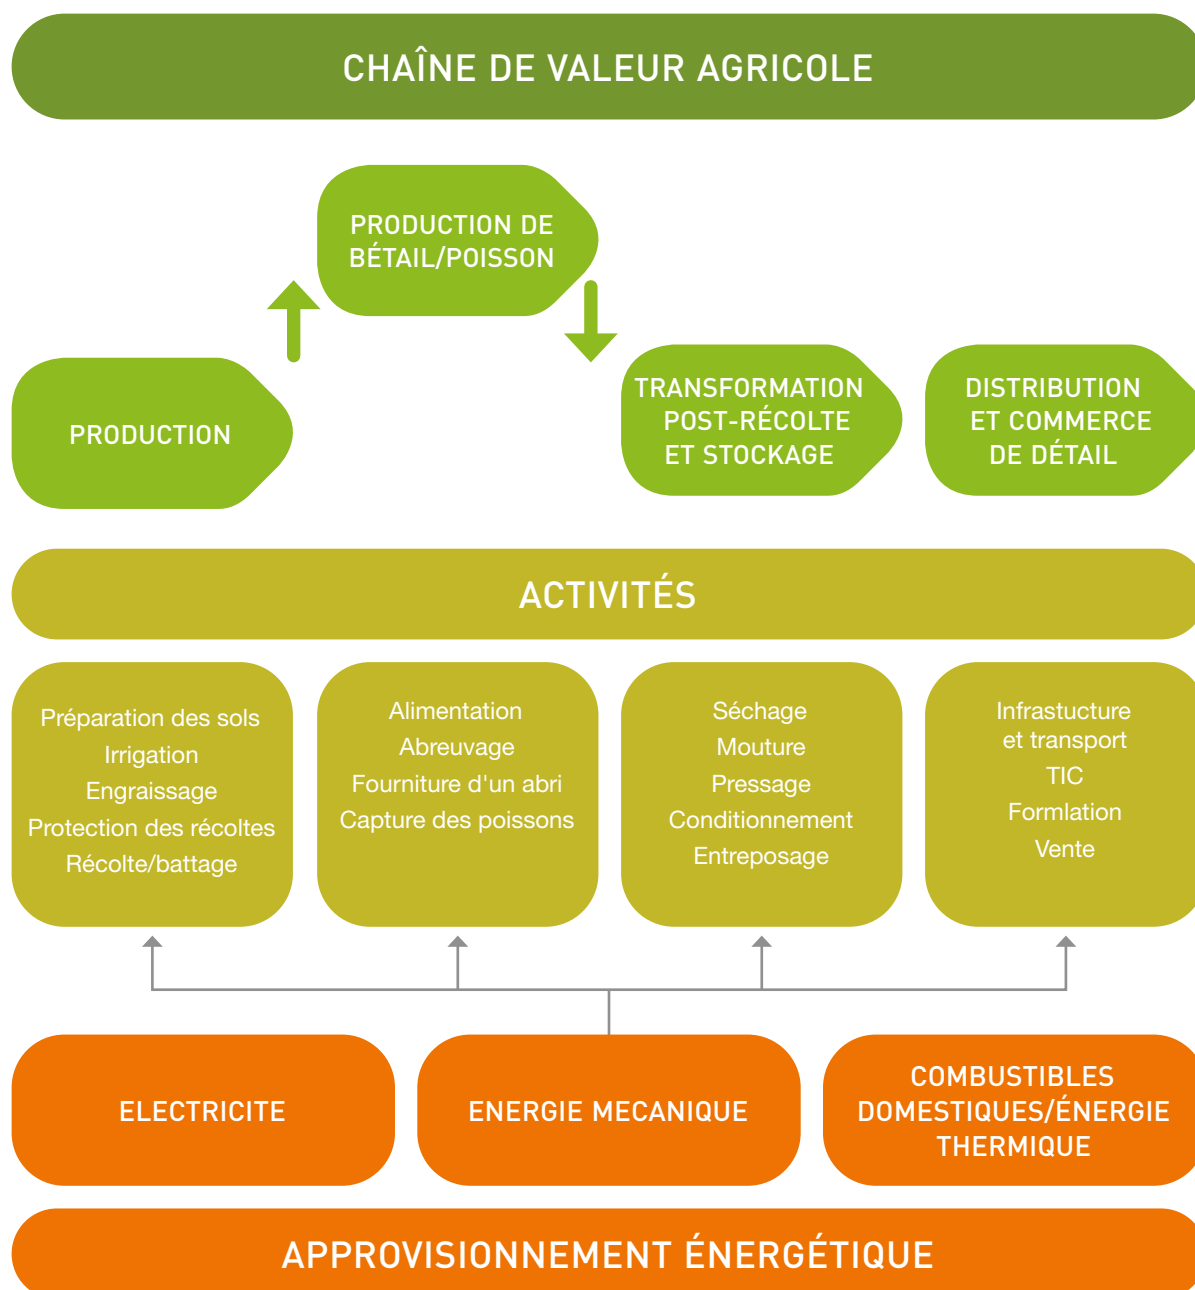 CHAÎNE DE VALEUR AGRICOLE
PRODUCTION DE
BÉTAIL/POISSON
PRODUCTION
TRANSFORMATION
POST-RÉCOLTE
ET STOCKAGE
DISTRIBUTION
ET COMMERCE
DE DÉTAIL
ACTIVITÉS
Préparation des sols
Irrigation
Engraissage
Protection des récoltes
Récolte/battage
Alimentation
Abreuvage
Fourniture d'un abri
Capture des poissons
Séchage
Mouture
Pressage
Conditionnement
Entreposage
Infrastucture
et transport
TIC
Formlation
Vente
ELECTRICITE
ENERGIE MECANIQUE
COMBUSTIBLES
DOMESTIQUES/ÉNERGIE
THERMIQUE
APPROVISIONNEMENT ÉNERGÉTIQUE